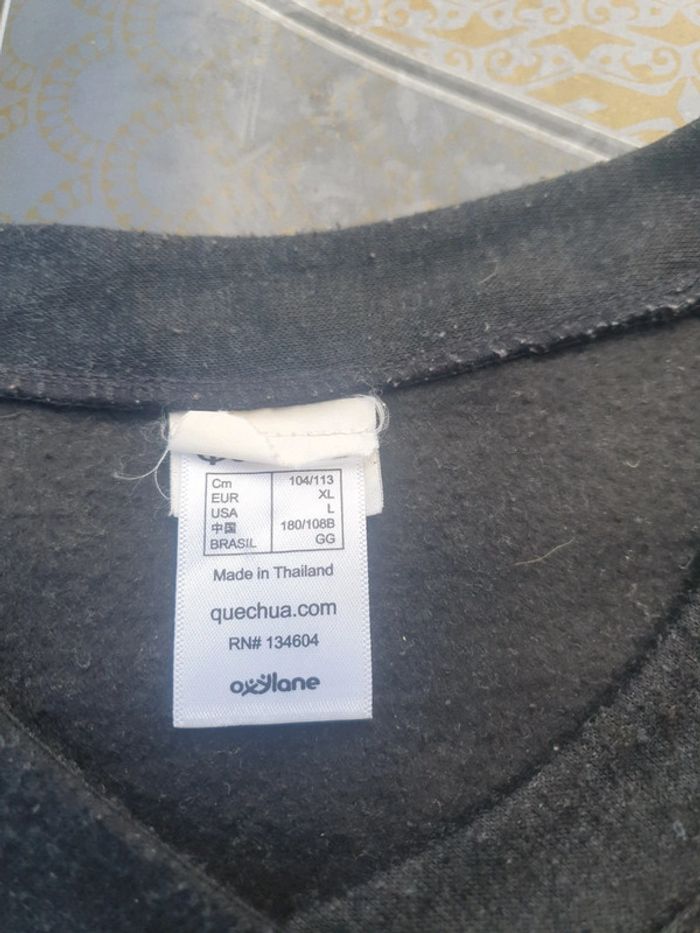 Cm 104/113
EUR XL
USA L
中国 180/108B
BRASIL GG
Made in Thailand
quechua.com
RN# 134604
oxylane